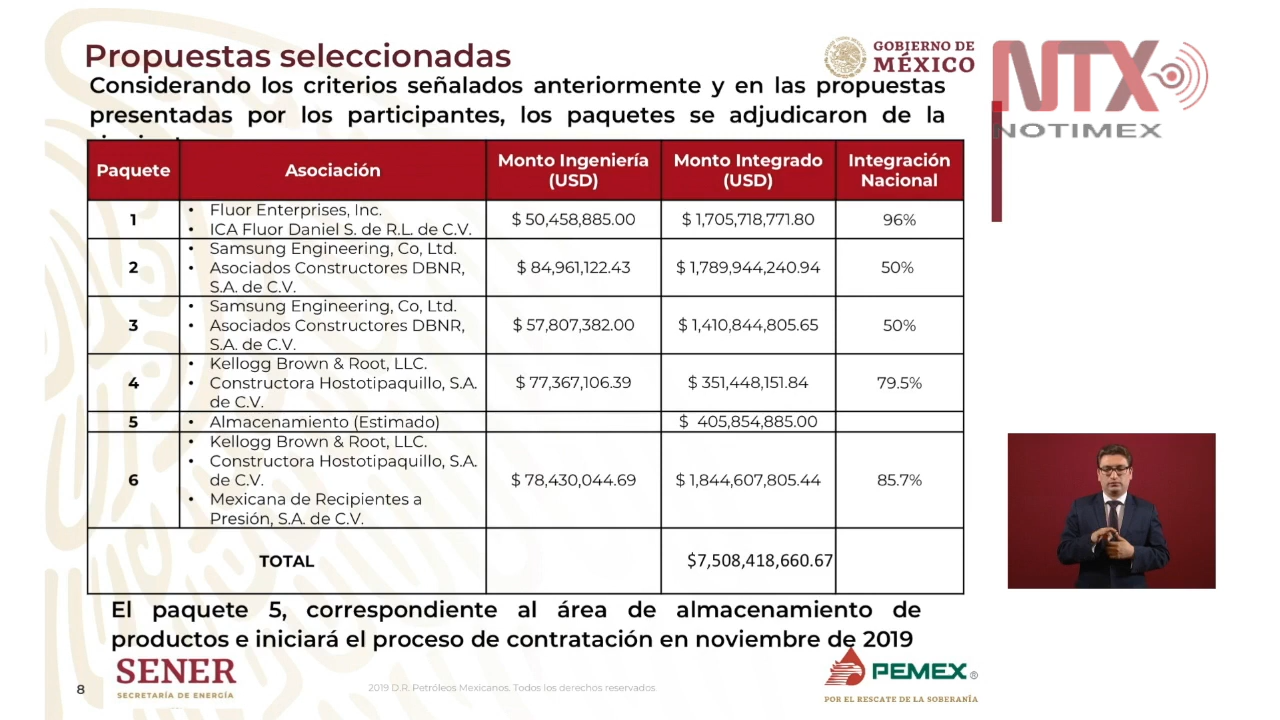 Propuestas seleccionadas
GOBIERNO DE
MÉXICO
NTX
NOTIMEX
Considerando los criterios señalados anteriormente y en las propuestas
presentadas por los participantes, los paquetes se adjudicaron de la
Paquete
Asociación
Monto Ingeniería
(USD)
Monto Integrado
(USD)
Integración
Nacional
1
• Fluor Enterprises, Inc.
• ICA Fluor Daniel S. de R.L. de C.V.
$ 50,458,885.00
$ 1,705,718,771.80
96%
2
• Samsung Engineering, Co, Ltd.
• Asociados Constructores DBNR,
S.A. de C.V.
$ 84,961,122.43
$ 1,789,944,240.94
50%
3
• Samsung Engineering, Co, Ltd.
• Asociados Constructores DBNR,
S.A. de C.V.
$ 57,807,382.00
$ 1,410,844,805.65
50%
4
• Kellogg Brown & Root, LLC.
• Constructora Hostotipaquillo, S.A.
de C.V.
$ 77,367,106.39
$ 351,448,151.84
79.5%
5
• Almacenamiento (Estimado)
$ 405,854,885.00
6
• Kellogg Brown & Root, LLC.
• Constructora Hostotipaquillo, S.A.
de C.V.
• Mexicana de Recipientes a
Presión, S.A. de C.V.
$ 78,430,044.69
$ 1,844,607,805.44
85.7%
TOTAL
$7,508,418,660.67
El paquete 5, correspondiente al área de almacenamiento de
productos e iniciará el proceso de contratación en noviembre de 2019
8
SENER
SECRETARÍA DE ENERGÍA
2019 D.R. Petróleos Mexicanos. Todos los derechos reservados.
PEMEX®
POR EL RESCATE DE LA SOBERANÍA